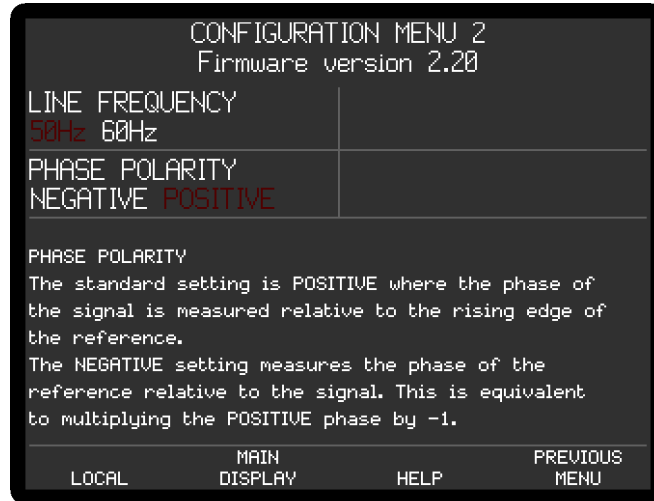 CONFIGURATION MENU 2
Firmware version 2.20
LINE FREQUENCY
50Hz 60Hz
PHASE POLARITY
NEGATIVE POSITIVE
PHASE POLARITY
The standard setting is POSITIVE where the phase of
the signal is measured relative to the rising edge of
the reference.
The NEGATIVE setting measures the phase of the
reference relative to the signal. This is equivalent
to multiplying the POSITIVE phase by -1.
LOCAL MAIN DISPLAY HELP PREVIOUS MENU